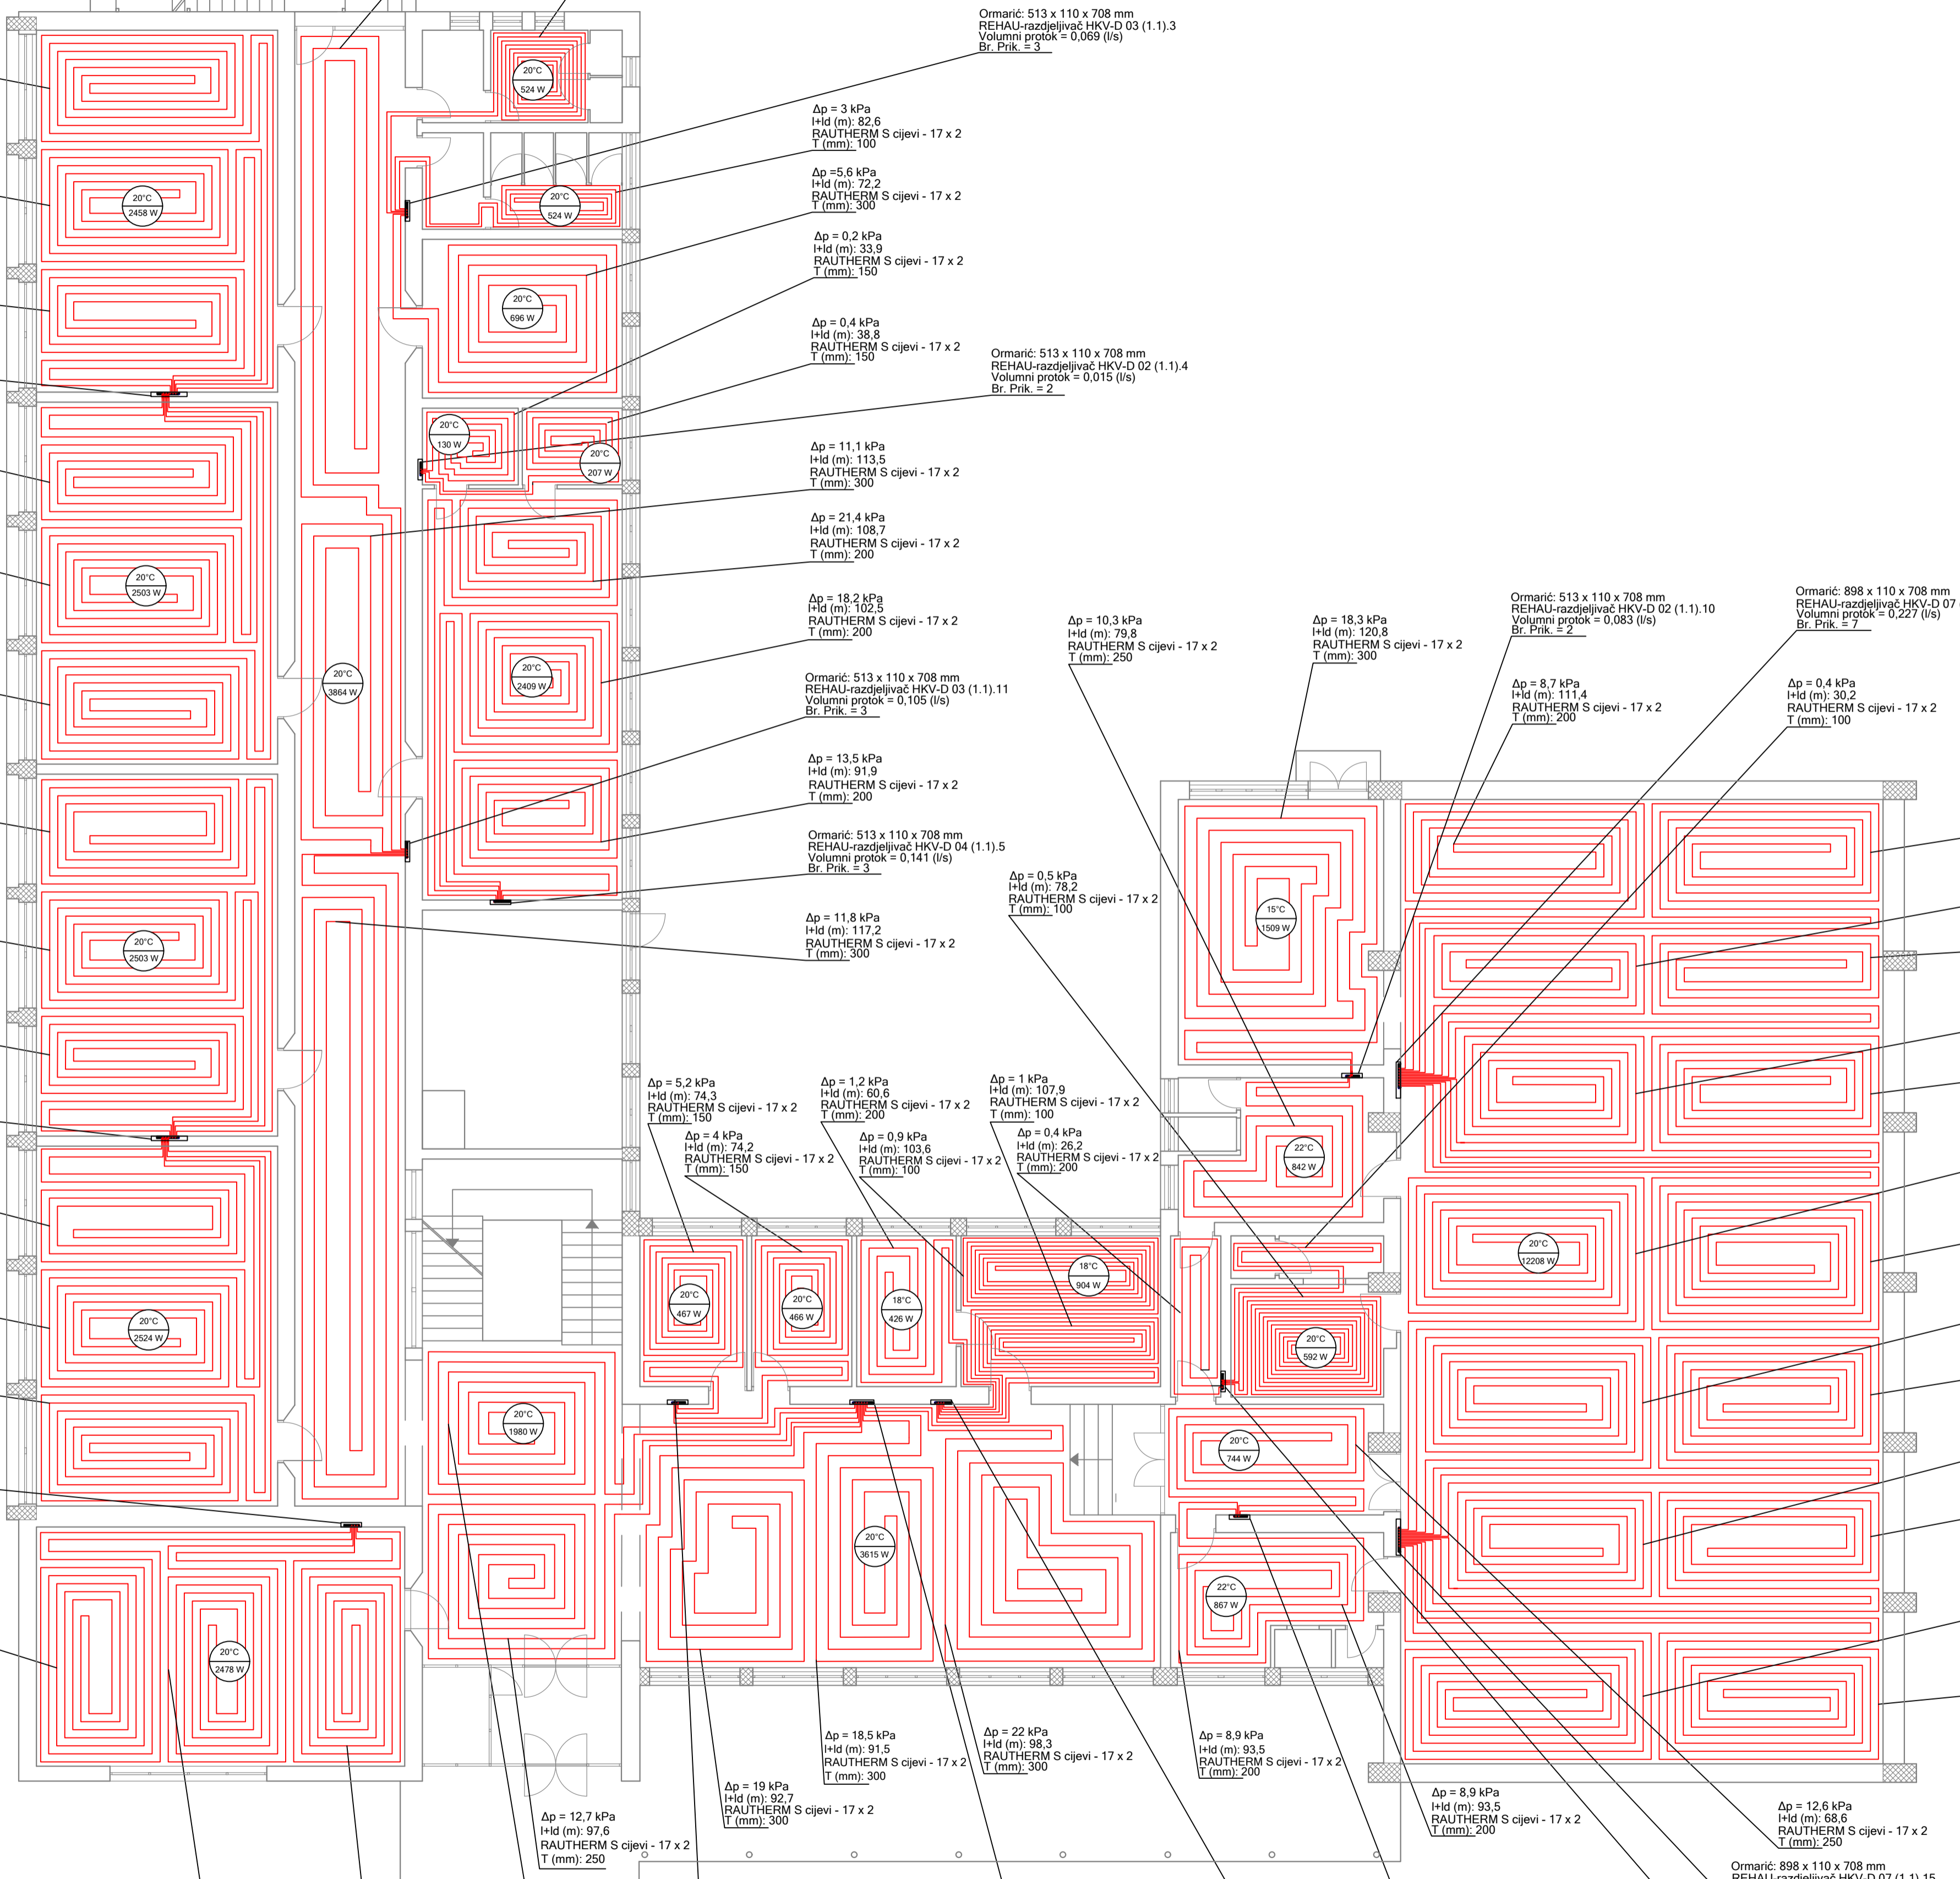 Ormarić: 513 x 110 x 708 mm
REHAU-razdjeljivač HKV-D 03 (1.1).3
Volumni protok = 0,069 (l/s)
Br. Prik. = 3
20°C
524 W
Δp = 3 kPa
l+ld (m): 82,6
RAUTHERM S cijevi - 17 x 2
T (mm): 100
Δp =5,6 kPa
l+ld (m): 72,2
RAUTHERM S cijevi - 17 x 2
T (mm): 300
20°C
2458 W
20°C
524 W
Δp = 0,2 kPa
l+ld (m): 33,9
RAUTHERM S cijevi - 17 x 2
T (mm): 150
20°C
696 W
Δp = 0,4 kPa
l+ld (m): 38,8
RAUTHERM S cijevi - 17 x 2
T (mm): 150
Ormarić: 513 x 110 x 708 mm
REHAU-razdjeljivač HKV-D 02 (1.1).4
Volumni protok = 0,015 (l/s)
Br. Prik. = 2
20°C
130 W
20°C
207 W
Δp = 11,1 kPa
l+ld (m): 113,5
RAUTHERM S cijevi - 17 x 2
T (mm): 300
Δp = 21,4 kPa
l+ld (m): 108,7
RAUTHERM S cijevi - 17 x 2
T (mm): 200
20°C
2503 W
Δp = 18,2 kPa
l+ld (m): 102,5
RAUTHERM S cijevi - 17 x 2
T (mm): 200
Δp = 10,3 kPa
l+ld (m): 79,8
RAUTHERM S cijevi - 17 x 2
T (mm): 250
Δp = 18,3 kPa
l+ld (m): 120,8
RAUTHERM S cijevi - 17 x 2
T (mm): 300
Ormarić: 513 x 110 x 708 mm
REHAU-razdjeljivač HKV-D 02 (1.1).10
Volumni protok = 0,083 (l/s)
Br. Prik. = 2
Ormarić: 898 x 110 x 708 mm
REHAU-razdjeljivač HKV-D 07
Volumni protok = 0,227 (l/s)
Br. Prik. = 7
20°C
3864 W
20°C
2409 W
Ormarić: 513 x 110 x 708 mm
REHAU-razdjeljivač HKV-D 03 (1.1).11
Volumni protok = 0,105 (l/s)
Br. Prik. = 3
Δp = 8,7 kPa
l+ld (m): 111,4
RAUTHERM S cijevi - 17 x 2
T (mm): 200
Δp = 0,4 kPa
l+ld (m): 30,2
RAUTHERM S cijevi - 17 x 2
T (mm): 100
Δp = 13,5 kPa
l+ld (m): 91,9
RAUTHERM S cijevi - 17 x 2
T (mm): 200
Ormarić: 513 x 110 x 708 mm
REHAU-razdjeljivač HKV-D 04 (1.1).5
Volumni protok = 0,141 (l/s)
Br. Prik. = 3
Δp = 0,5 kPa
l+ld (m): 78,2
RAUTHERM S cijevi - 17 x 2
T (mm): 100
15°C
1509 W
20°C
2503 W
Δp = 11,8 kPa
l+ld (m): 117,2
RAUTHERM S cijevi - 17 x 2
T (mm): 300
Δp = 5,2 kPa
l+ld (m): 74,3
RAUTHERM S cijevi - 17 x 2
T (mm): 150
Δp = 1,2 kPa
l+ld (m): 60,6
RAUTHERM S cijevi - 17 x 2
T (mm): 200
Δp = 1 kPa
l+ld (m): 107,9
RAUTHERM S cijevi - 17 x 2
T (mm): 100
Δp = 4 kPa
l+ld (m): 74,2
RAUTHERM S cijevi - 17 x 2
T (mm): 150
Δp = 0,9 kPa
l+ld (m): 103,6
RAUTHERM S cijevi - 17 x 2
T (mm): 100
Δp = 0,4 kPa
l+ld (m): 26,2
RAUTHERM S cijevi - 17 x 2
T (mm): 200
22°C
842 W
20°C
12208 W
18°C
904 W
20°C
467 W
20°C
466 W
18°C
426 W
20°C
2524 W
20°C
592 W
20°C
1980 W
20°C
744 W
20°C
3615 W
22°C
867 W
20°C
2478 W
Δp = 18,5 kPa
l+ld (m): 91,5
RAUTHERM S cijevi - 17 x 2
T (mm): 300
Δp = 22 kPa
l+ld (m): 98,3
RAUTHERM S cijevi - 17 x 2
T (mm): 300
Δp = 8,9 kPa
l+ld (m): 93,5
RAUTHERM S cijevi - 17 x 2
T (mm): 200
Δp = 19 kPa
l+ld (m): 92,7
RAUTHERM S cijevi - 17 x 2
T (mm): 300
Δp = 8,9 kPa
l+ld (m): 93,5
RAUTHERM S cijevi - 17 x 2
T (mm): 200
Δp = 12,6 kPa
l+ld (m): 68,6
RAUTHERM S cijevi - 17 x 2
T (mm): 250
Δp = 12,7 kPa
l+ld (m): 97,6
RAUTHERM S cijevi - 17 x 2
T (mm): 250
Ormarić: 898 x 110 x 708 mm
REHAU-razdjeljivač HKV-D 07 (1.1).15